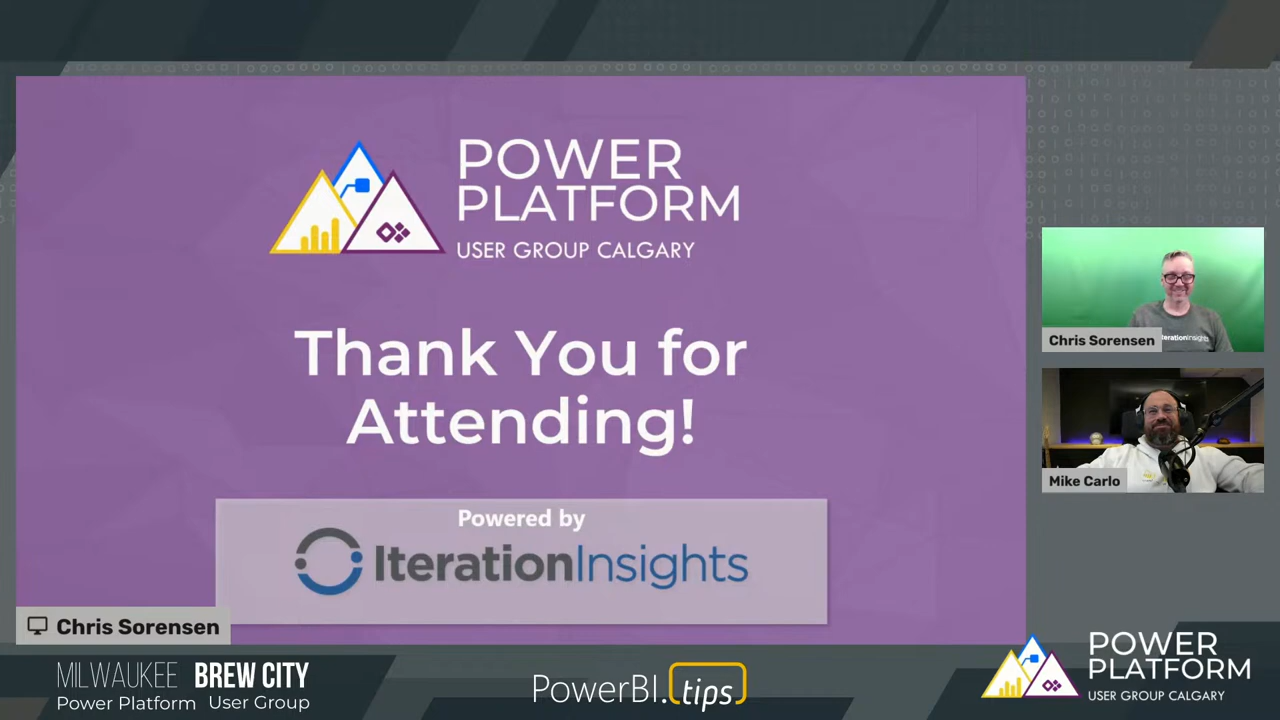 POWER
PLATFORM
USER GROUP CALGARY
Thank You for
Attending!
Powered by
IterationInsights
Chris Sorensen
IterationInsights
Chris Sorensen
Mike Carlo
MILWAUKEE BREW CITY
Power Platform User Group
PowerBI.tips
POWER
PLATFORM
USER GROUP CALGARY